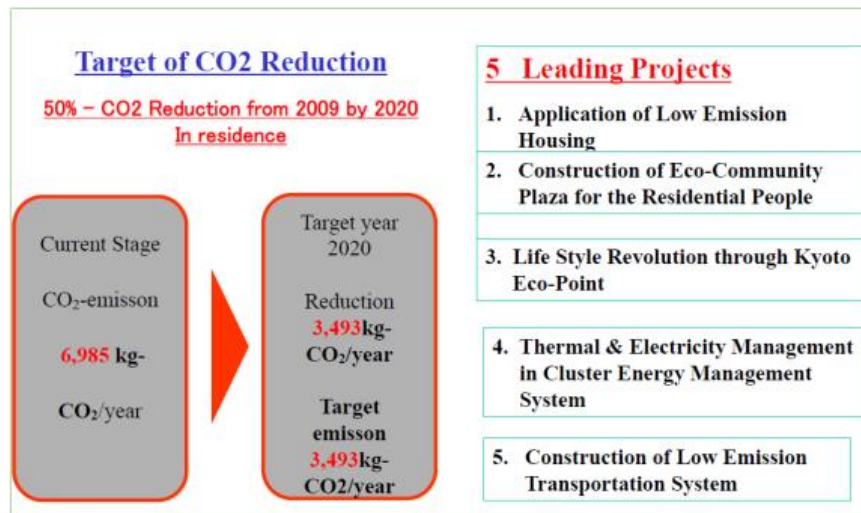 Target of CO2 Reduction
50% - CO2 Reduction from 2009 by 2020
In residence
Current Stage
CO₂-emisson
6,985 kg-
CO₂/year
Target year
2020
Reduction
3,493kg-
CO₂/year
Target
emisson
3,493kg-
CO2/year
5 Leading Projects
1. Application of Low Emission
Housing
2. Construction of Eco-Community
Plaza for the Residential People
3. Life Style Revolution through Kyoto
Eco-Point
4. Thermal & Electricity Management
in Cluster Energy Management
System
5. Construction of Low Emission
Transportation System